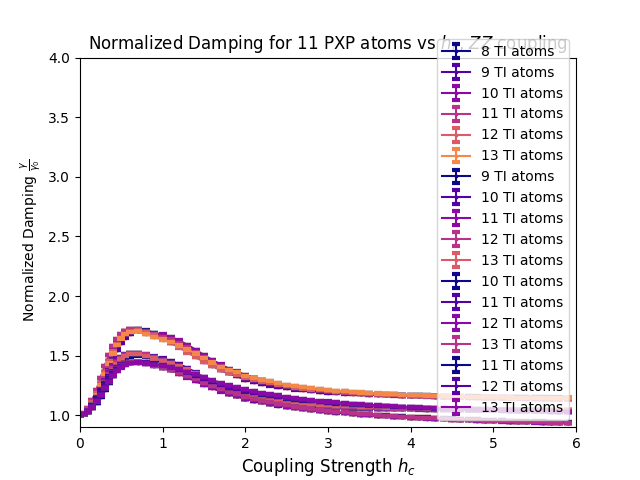 Normalized Damping for 11 PXP atoms vs h_c, ZZ coupling
Normalized Damping γ/γ₀
4.0
3.5
3.0
2.5
2.0
1.5
1.0
0
1
2
3
4
5
6
Coupling Strength h_c
8 TI atoms
9 TI atoms
10 TI atoms
11 TI atoms
12 TI atoms
13 TI atoms
9 TI atoms
10 TI atoms
11 TI atoms
12 TI atoms
13 TI atoms
10 TI atoms
11 TI atoms
12 TI atoms
13 TI atoms
11 TI atoms
12 TI atoms
13 TI atoms